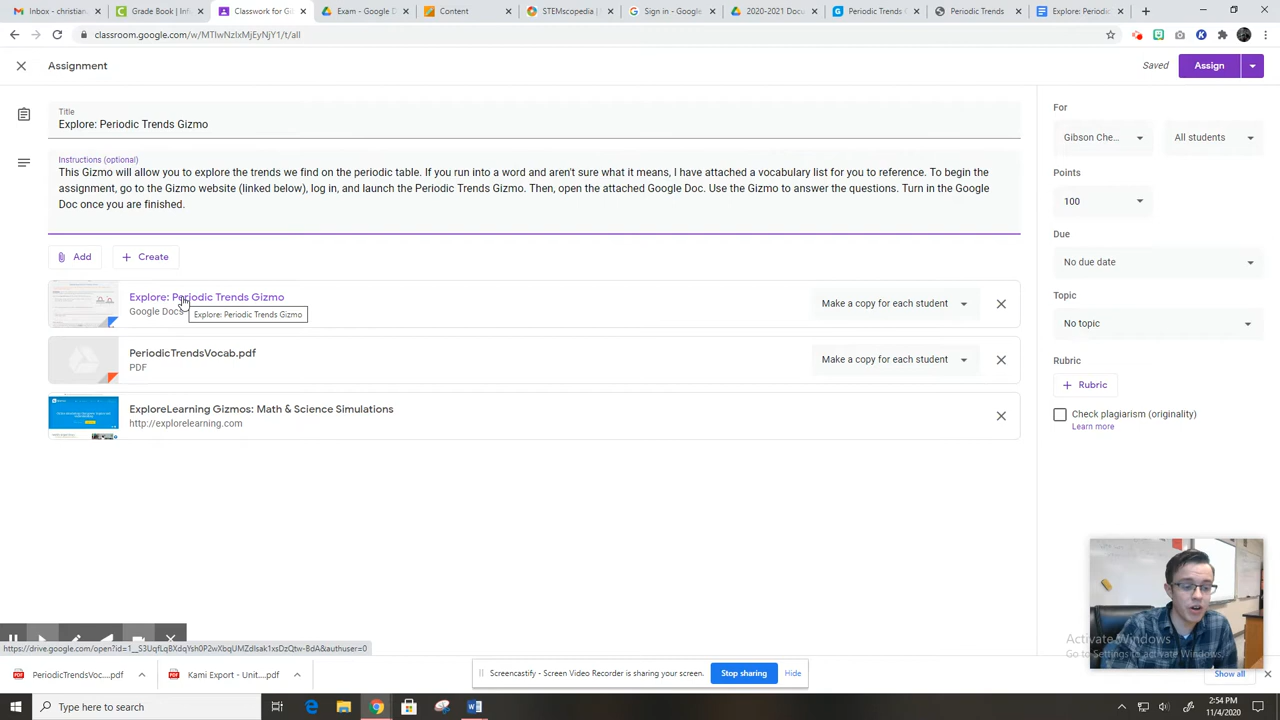 Inbox - christian
Grade Book | Inf
Classwork for Gi
Exam - Google D
Content
STEMscopedia |
Sign in - Google
2020-2021 Docu
Periodic Trends
Periodic Trends
Explore: Periodic
classroom.google.com/w/MTIwNzIxMjEyNjY1/t/all
Assignment
Saved
Assign
Title
Explore: Periodic Trends Gizmo
Instructions (optional)
This Gizmo will allow you to explore the trends we find on the periodic table. If you run into a word and aren't sure what it means, I have attached a vocabulary list for you to reference. To begin the
assignment, go to the Gizmo website (linked below), log in, and launch the Periodic Trends Gizmo. Then, open the attached Google Doc. Use the Gizmo to answer the questions. Turn in the Google
Doc once you are finished.
Add
Create
Explore: Periodic Trends Gizmo
Google Docs
Explore: Periodic Trends Gizmo
Make a copy for each student
PeriodicTrendsVocab.pdf
PDF
Make a copy for each student
ExploreLearning Gizmos: Math & Science Simulations
http://explorelearning.com
For
Gibson Che...
All students
Points
100
Due
No due date
Topic
No topic
Rubric
Rubric
Check plagiarism (originality)
Learn more
Activate Windows
Go to Settings to activate Windows.
PeriodicTrendsVoc....pdf
Kami Export - Unit....pdf
Screencastify - Screen Video Recorder is sharing your screen.
Stop sharing
Hide
Show all
Type here to search
2:54 PM
11/4/2020